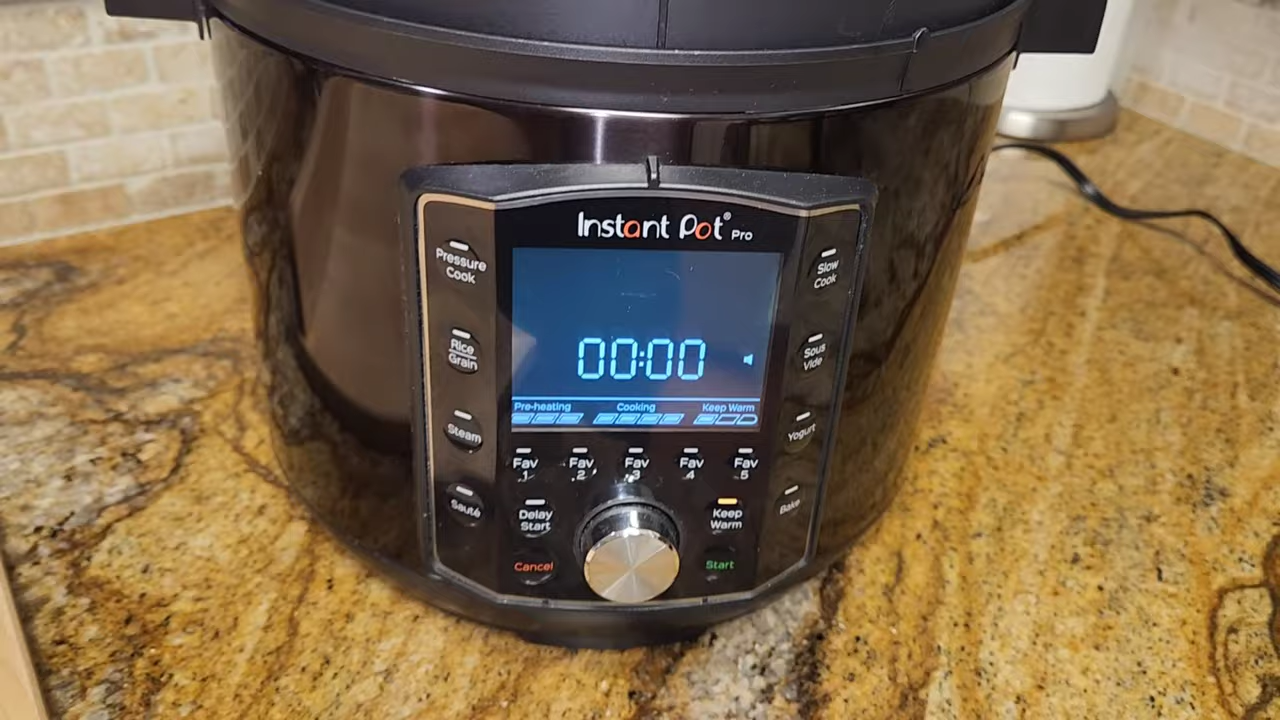 Instant Pot® Pro
Pressure
Cook
Rice
Grain
Steam
Sauté
00:00
Pre-heating Cooking Keep Warm
Fav
1
Fav
2
Fav
3
Fav
4
Fav
5
Delay
Start
Keep
Warm
Cancel
Start
Slow
Cook
Sous
Vide
Yogurt
Bake